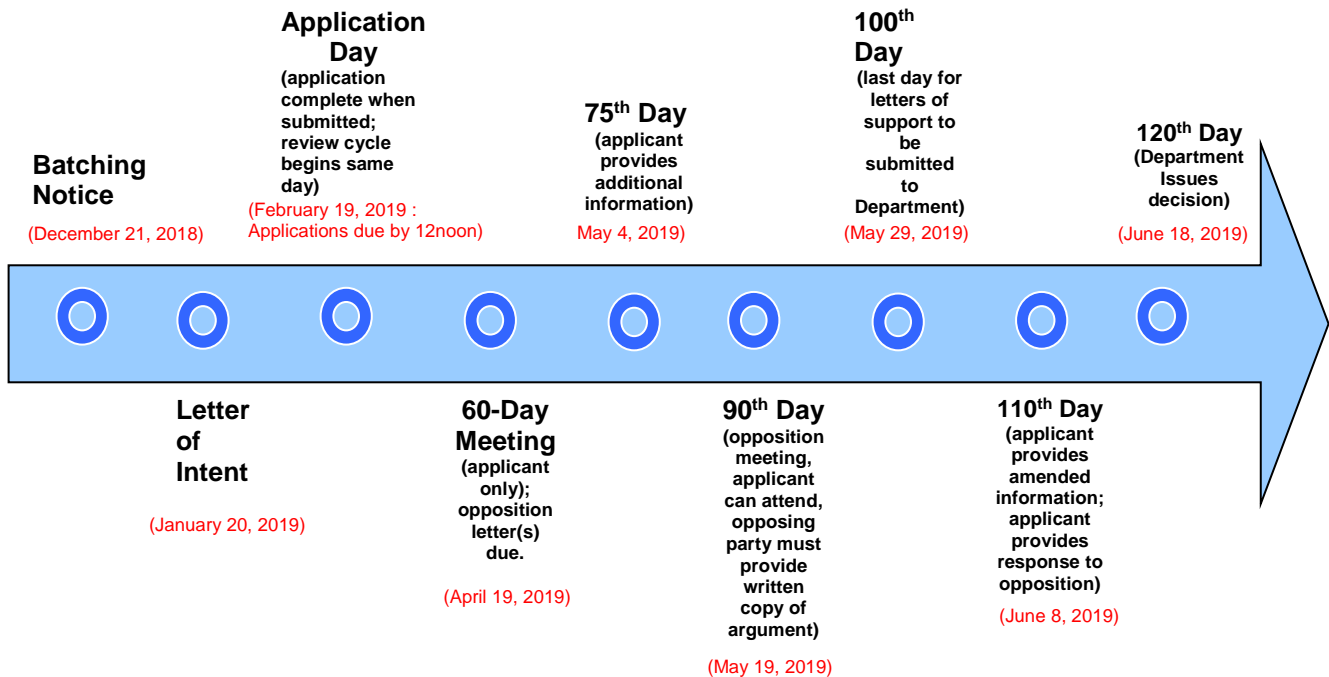 Batching
Notice
(December 21, 2018)
Letter
of
Intent
(January 20, 2019)
Application
Day
(application
complete when
submitted;
review cycle
begins same
day)
(February 19, 2019 :
Applications due by 12noon)
60-Day
Meeting
(applicant
only);
opposition
letter(s)
due.
(April 19, 2019)
75th Day
(applicant
provides
additional
information)
May 4, 2019)
90th Day
(opposition
meeting,
applicant
can attend,
opposing
party must
provide
written
copy of
argument)
(May 19, 2019)
100th
Day
(last day for
letters of
support to
be
submitted
to
Department)
(May 29, 2019)
110th Day
(applicant
provides
amended
information;
applicant
provides
response to
opposition)
(June 8, 2019)
120th Day
(Department
Issues
decision)
(June 18, 2019)